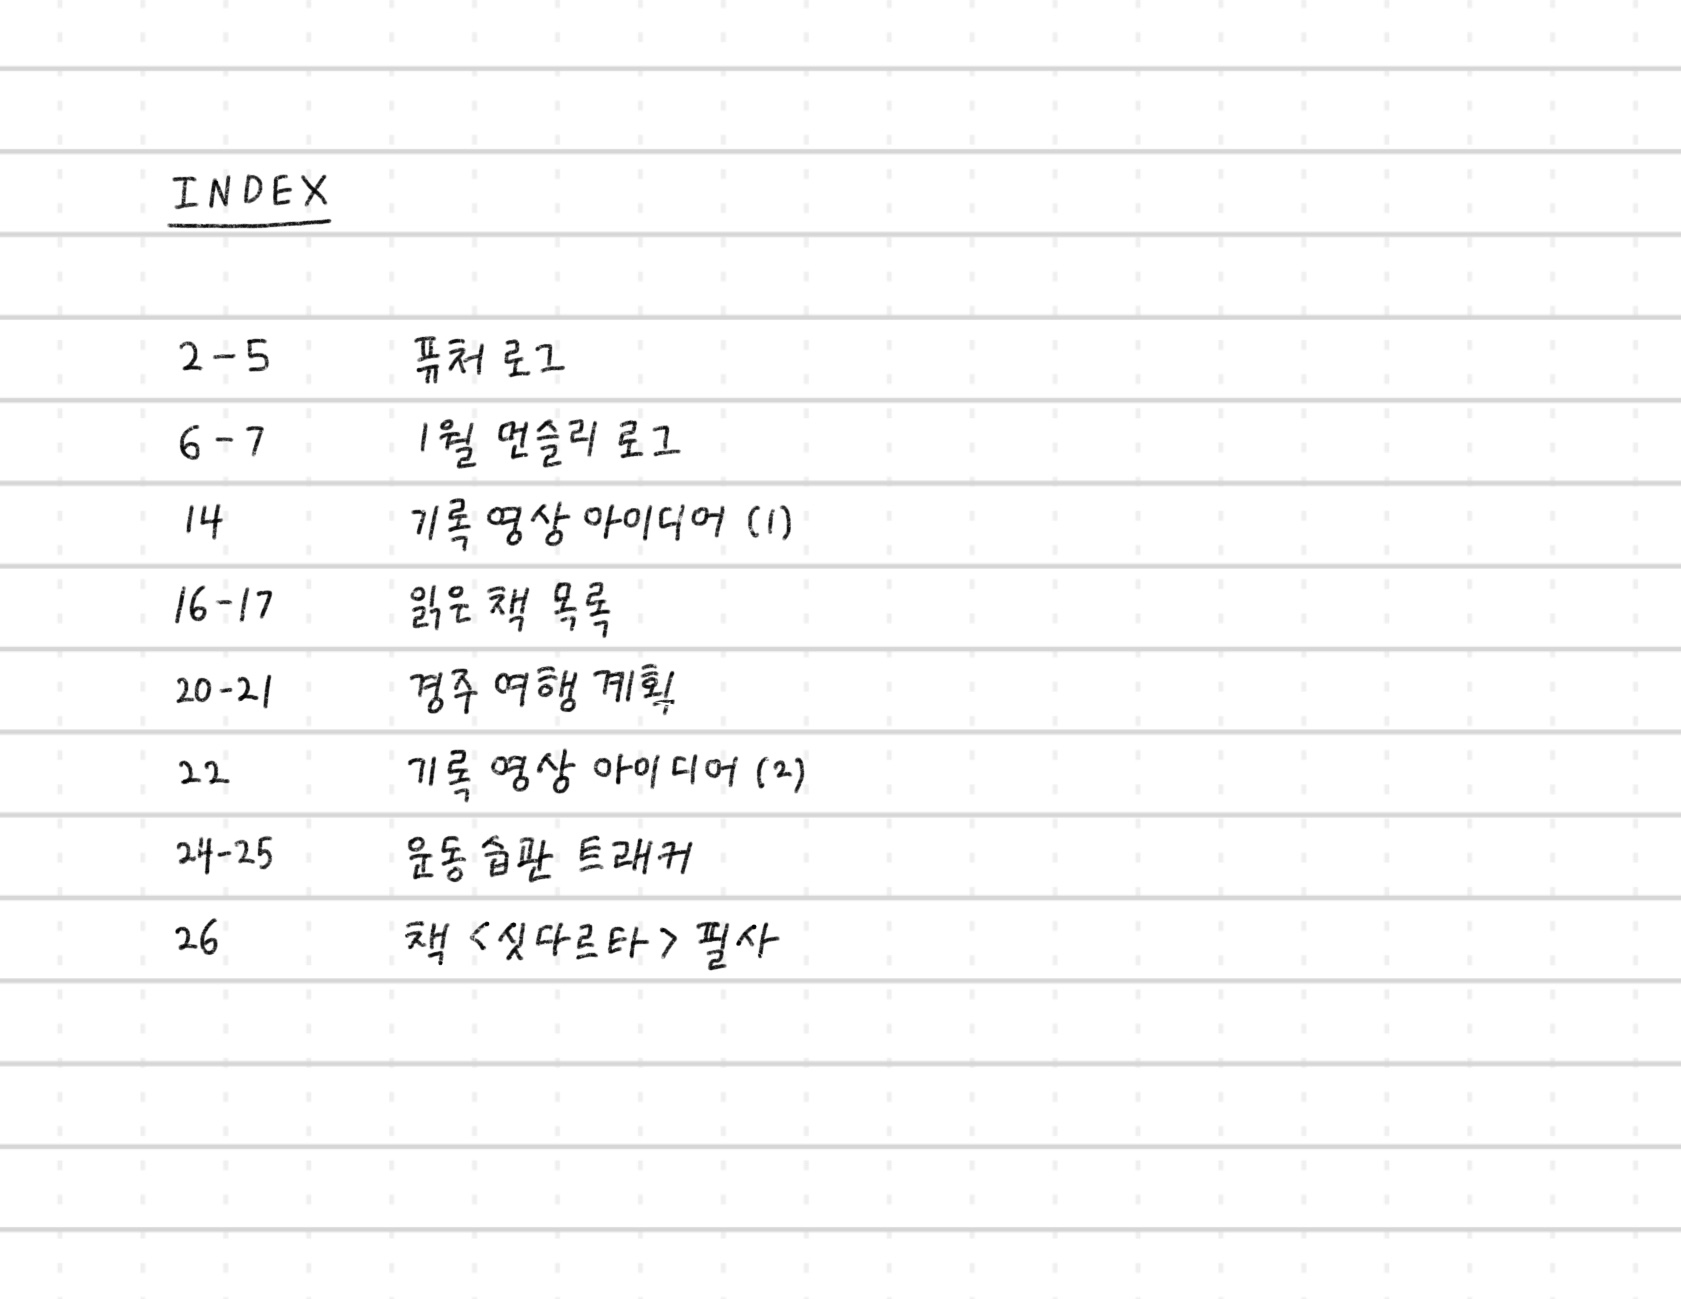 INDEX
2-5 퓨처 로그
6-7 1월 먼슬리 로그
14 기록 영상 아이디어 (1)
16-17 읽은 책 목록
20-21 경주 여행 계획
22 기록 영상 아이디어 (2)
24-25 운동 습관 트래커
26 책 <싯다르타> 필사